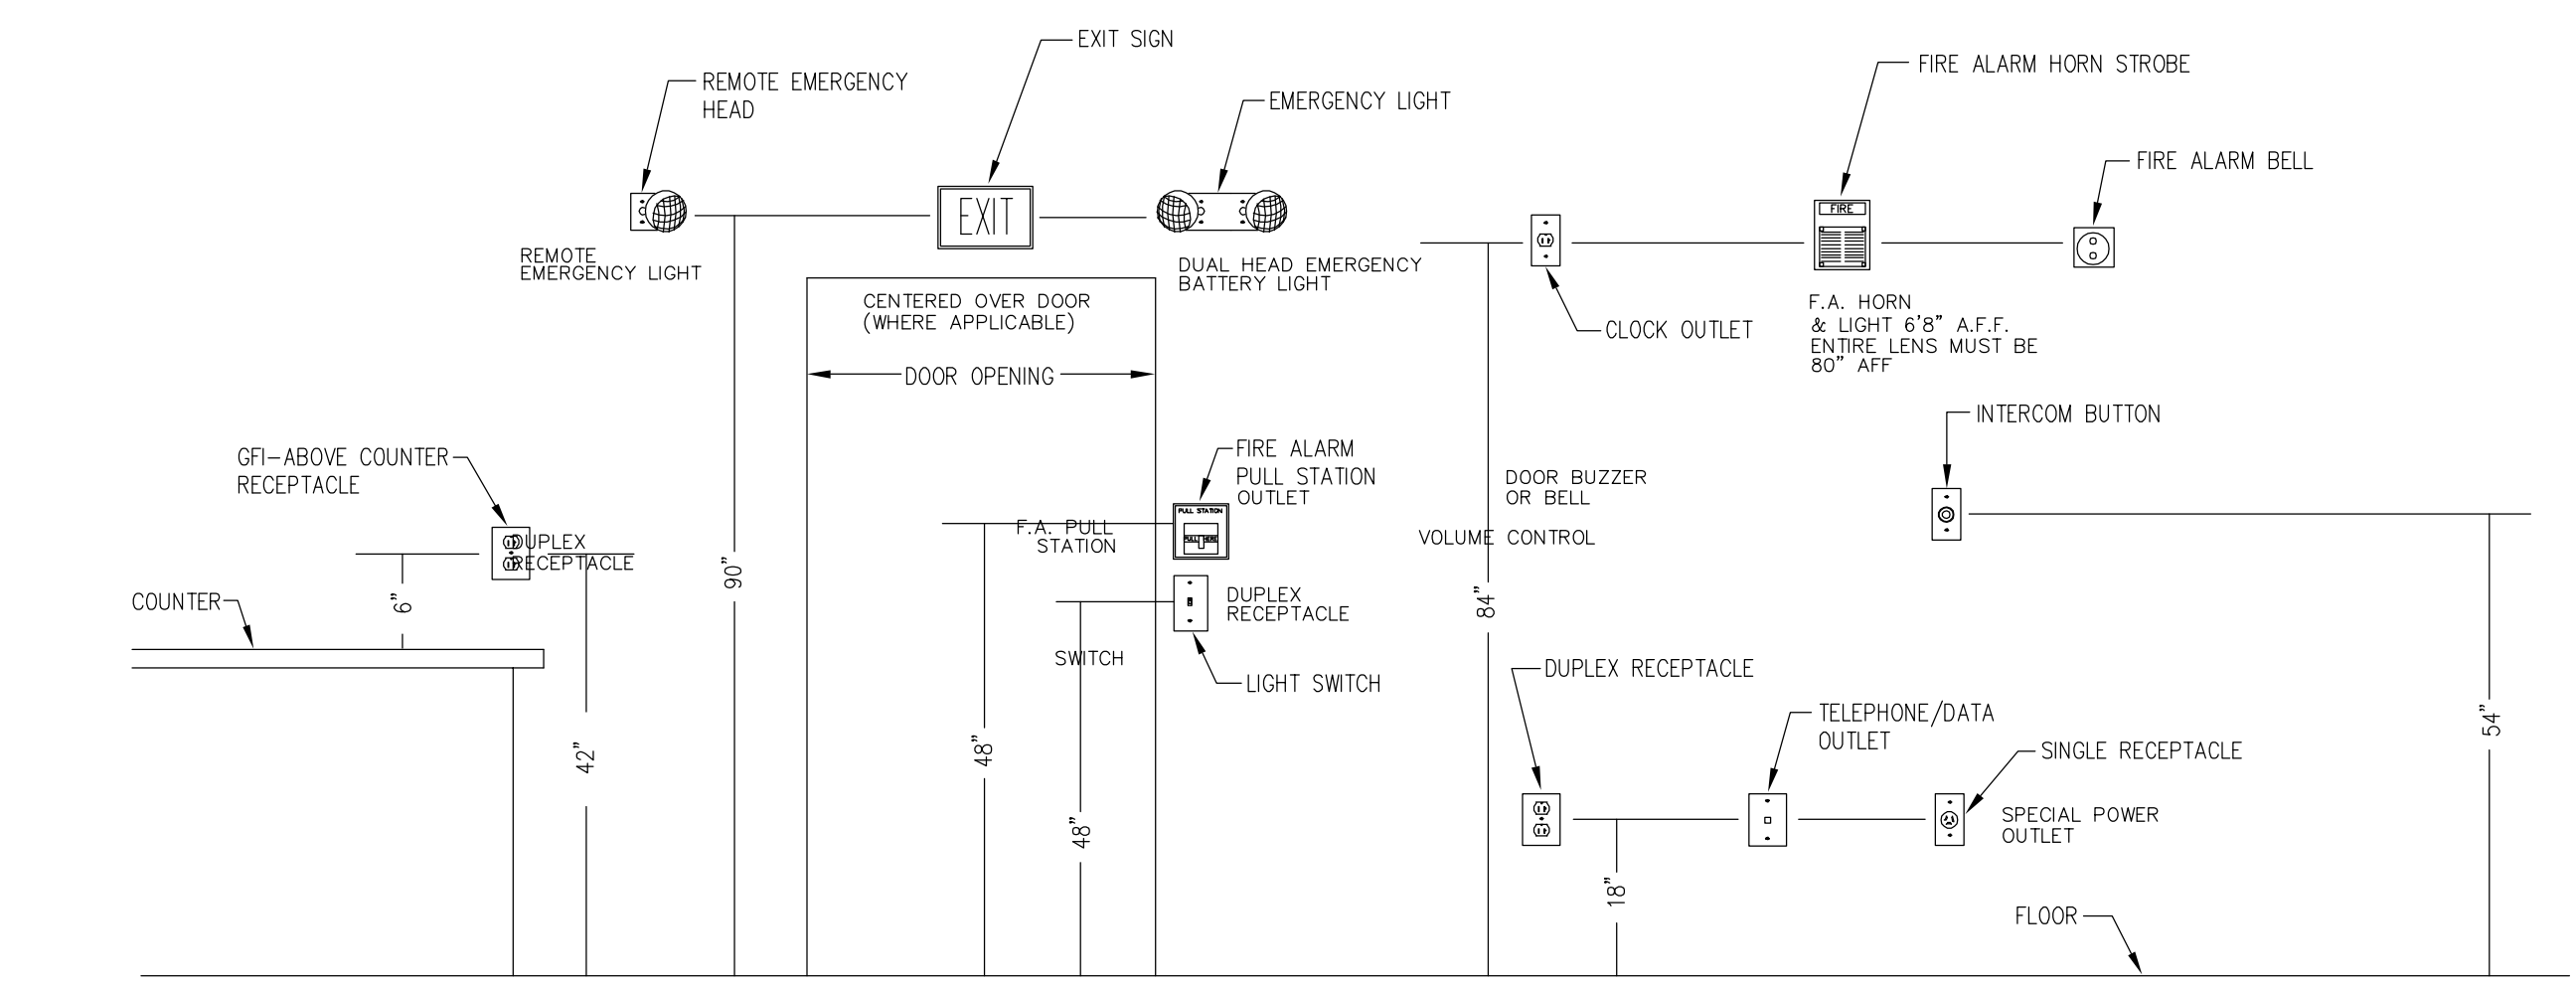 EXIT SIGN
REMOTE EMERGENCY
HEAD
EMERGENCY LIGHT
FIRE ALARM HORN STROBE
FIRE ALARM BELL
EXIT
FIRE
REMOTE
EMERGENCY LIGHT
DUAL HEAD EMERGENCY
BATTERY LIGHT
CENTERED OVER DOOR
(WHERE APPLICABLE)
CLOCK OUTLET
F.A. HORN
& LIGHT 6'8" A.F.F.
ENTIRE LENS MUST BE
80" AFF
DOOR OPENING
INTERCOM BUTTON
GFI-ABOVE COUNTER
RECEPTACLE
FIRE ALARM
PULL STATION
OUTLET
DOOR BUZZER
OR BELL
PULL STATION
PULL HERE
F.A. PULL
STATION
VOLUME CONTROL
DUPLEX
RECEPTACLE
90"
6"
84"
COUNTER
DUPLEX
RECEPTACLE
SWITCH
LIGHT SWITCH
DUPLEX RECEPTACLE
TELEPHONE/DATA
OUTLET
54"
42"
48"
SINGLE RECEPTACLE
48"
SPECIAL POWER
OUTLET
18"
FLOOR